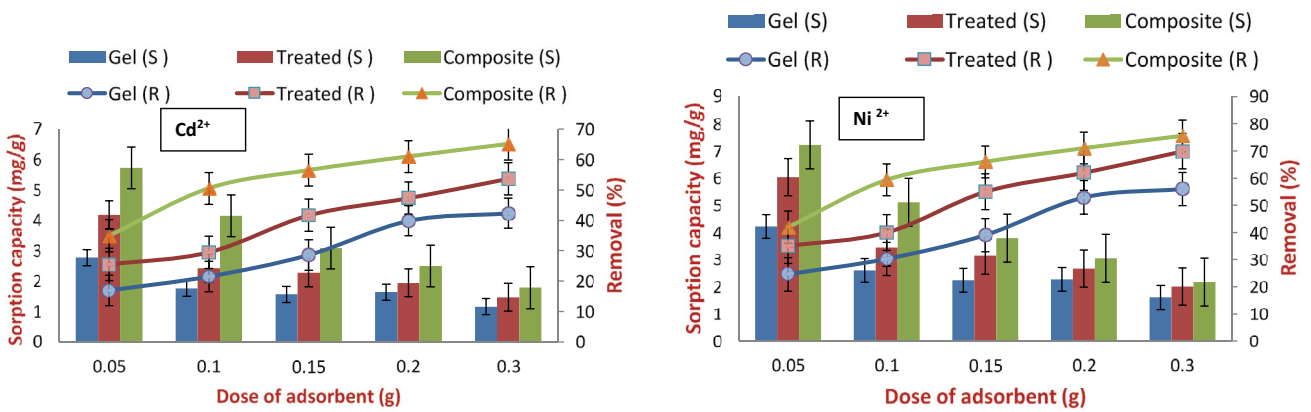 Gel (S ) Treated (S ) Composite (S)
Gel (R ) Treated (R ) Composite (R )
Cd2+
Sorption capacity (mg/g)
7
6
5
4
3
2
1
0
70
60
50
40
30
20
10
0
Removal (%)
0.05 0.1 0.15 0.2 0.3
Dose of adsorbent (g)
Gel (S) Treated (S) Composite (S)
Gel (R) Treated (R ) Composite (R )
Ni 2+
Sorption capacity (mg/g)
9
8
7
6
5
4
3
2
1
0
90
80
70
60
50
40
30
20
10
0
Removal (%)
0.05 0.1 0.15 0.2 0.3
Dose of adsorbent (g)